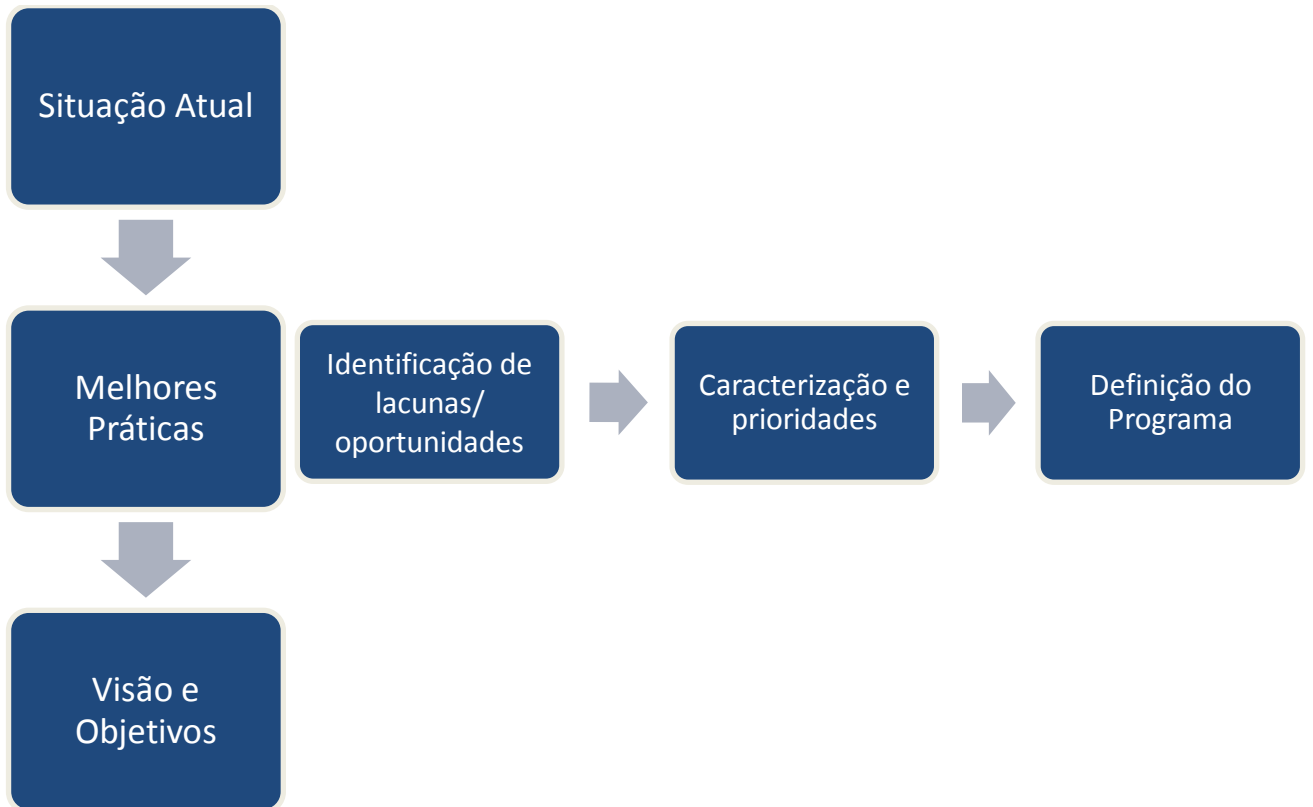 Situação Atual
Melhores
Práticas
Identificação de
lacunas/
oportunidades
Caracterização e
prioridades
Definição do
Programa
Visão e
Objetivos